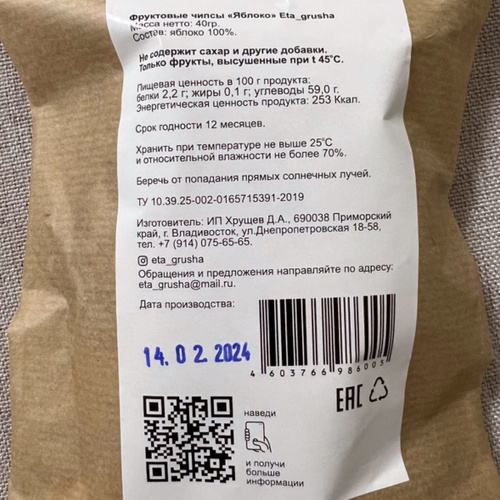 Фруктовые чипсы «Яблоко» Eta_grusha
Масса нетто: 40гр.
Состав: яблоко 100%.
Не содержит сахар и другие добавки.
Только фрукты, высушенные при t 45°C.
Пищевая ценность в 100 г продукта:
белки 2,2 г; жиры 0,1 г; углеводы 59,0 г.
Энергетическая ценность продукта: 253 Ккал.
Срок годности 12 месяцев.
Хранить при температуре не выше 25°C
и относительной влажности не более 70%.
Беречь от попадания прямых солнечных лучей.
ТУ 10.39.25-002-0165715391-2019
Изготовитель: ИП Хрущев Д.А., 690038 Приморский
край, г. Владивосток, ул.Днепропетровская 18-58,
тел. +7 (914) 075-65-65.
eta_grusha
Обращения и предложения направляйте по адресу:
eta_grusha@mail.ru.
Дата производства:
14. 02. 2024
4 603766 986005
EAC
наведи
и получи
больше
информации